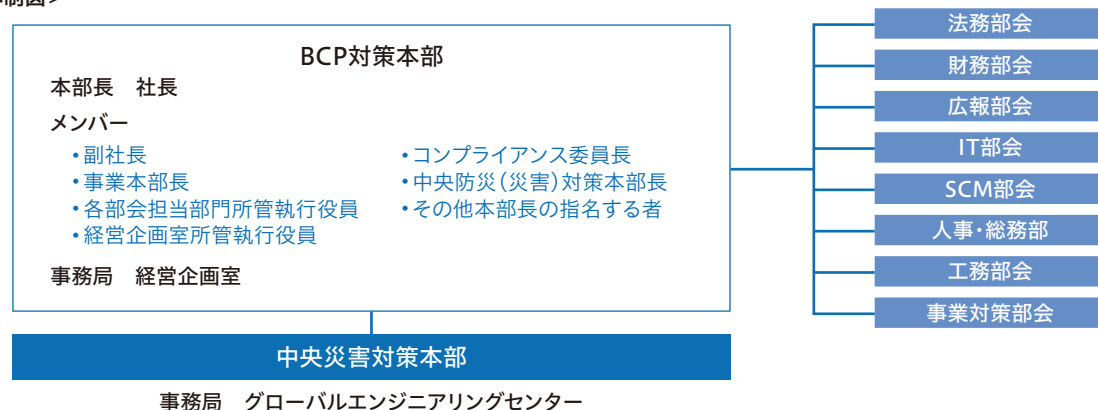 制図>
BCP対策本部
本部長　社長
メンバー
・副社長
・事業本部長
・各部会担当部門所管執行役員
・経営企画室所管執行役員
・コンプライアンス委員長
・中央防災(災害)対策本部長
・その他本部長の指名する者
事務局　経営企画室
中央災害対策本部
事務局　グローバルエンジニアリングセンター
法務部会
財務部会
広報部会
IT部会
SCM部会
人事・総務部
工務部会
事業対策部会